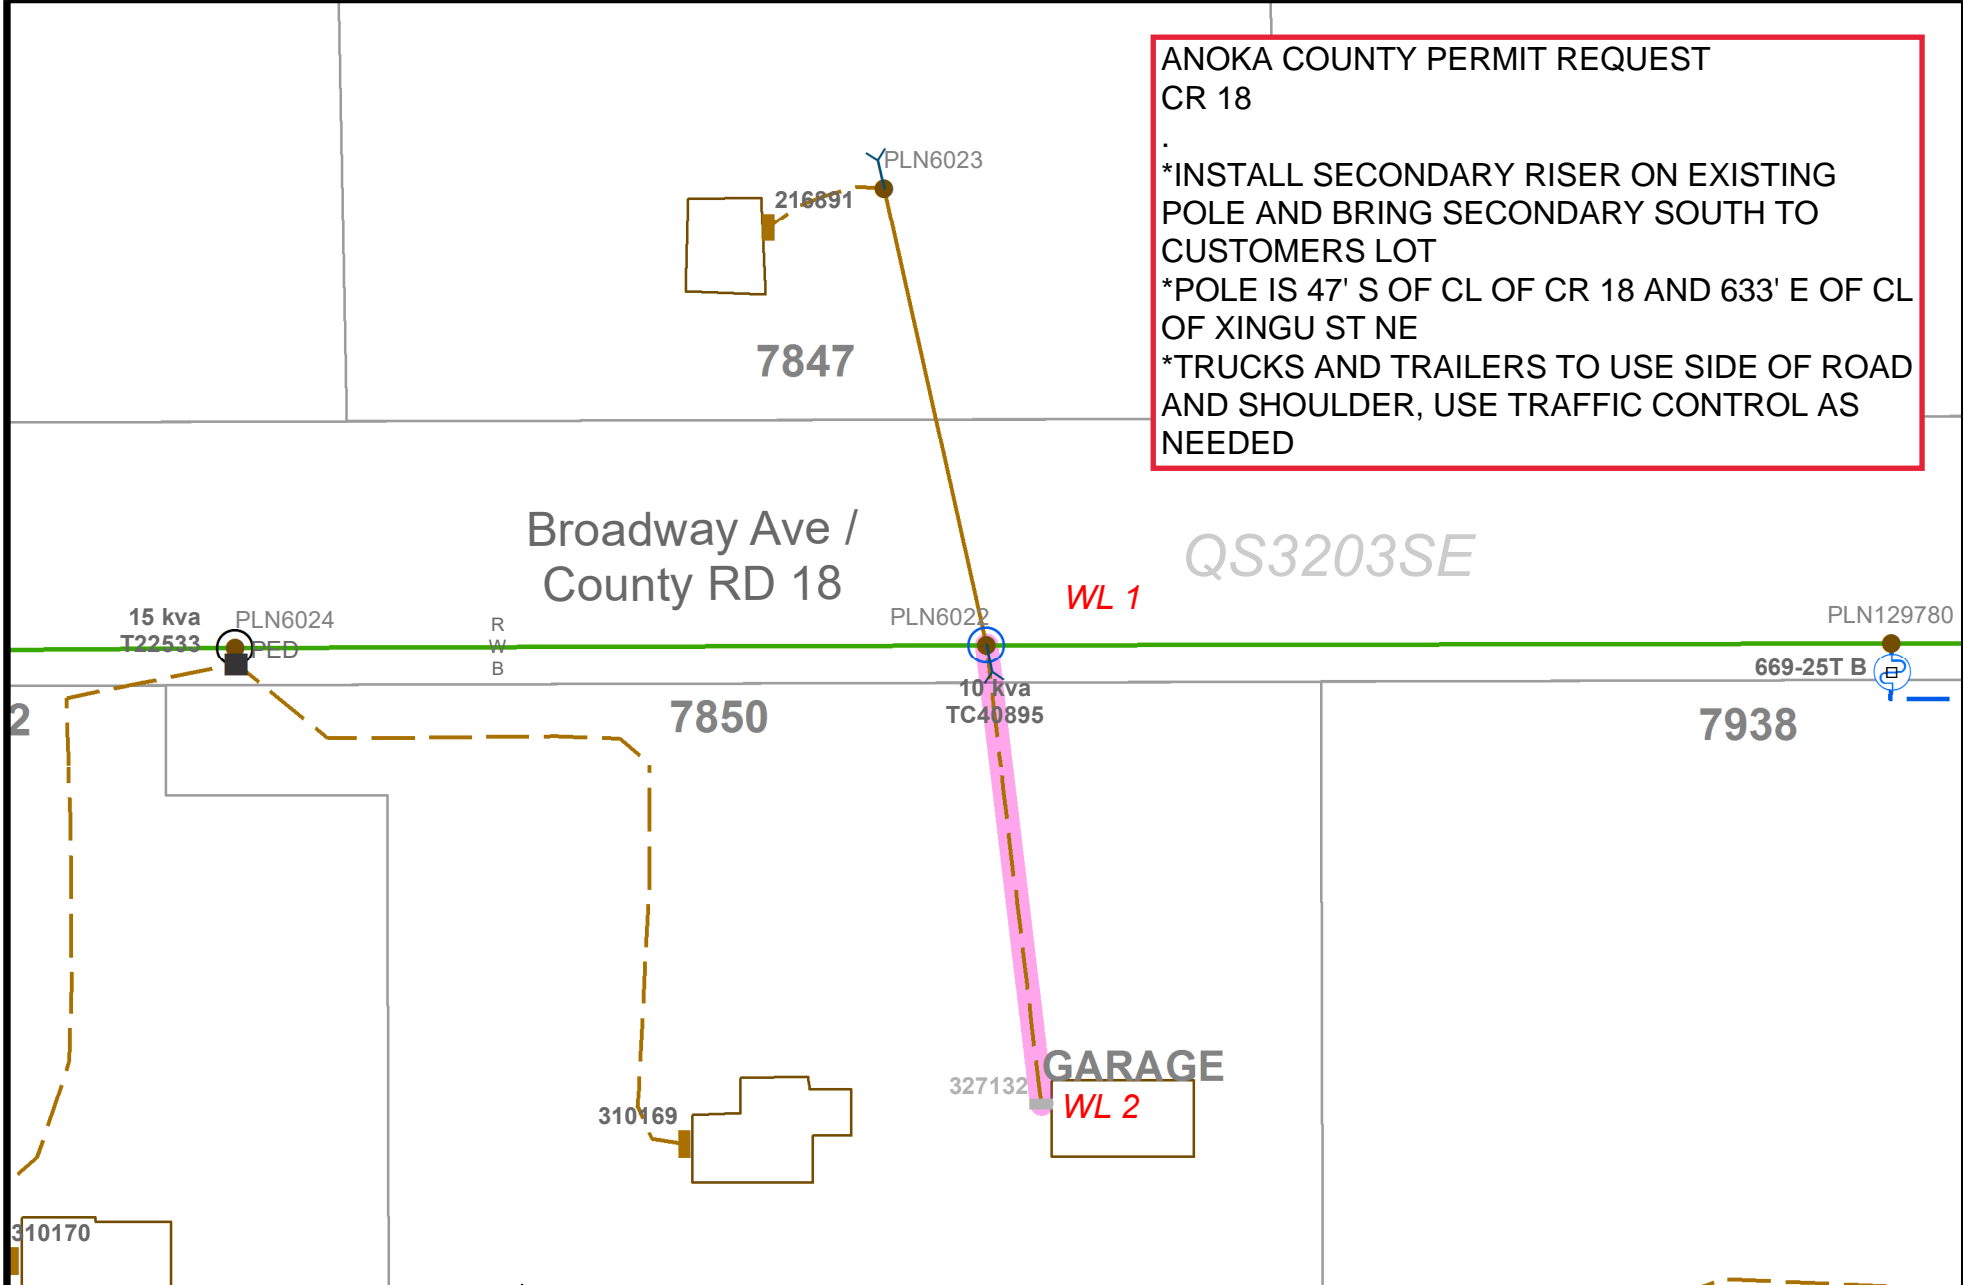 ANOKA COUNTY PERMIT REQUEST
CR 18
.
*INSTALL SECONDARY RISER ON EXISTING
POLE AND BRING SECONDARY SOUTH TO
CUSTOMERS LOT
*POLE IS 47' S OF CL OF CR 18 AND 633' E OF CL
OF XINGU ST NE
*TRUCKS AND TRAILERS TO USE SIDE OF ROAD
AND SHOULDER, USE TRAFFIC CONTROL AS
NEEDED
PLN6023
216891
7847
Broadway Ave /
County RD 18
QS3203SE
WL 1
15 kva
T22533
PLN6024
PED
R
W
B
PLN6022
PLN129780
669-25T B
10 kva
TC40895
2
7850
7938
GARAGE
327132
WL 2
310169
310170